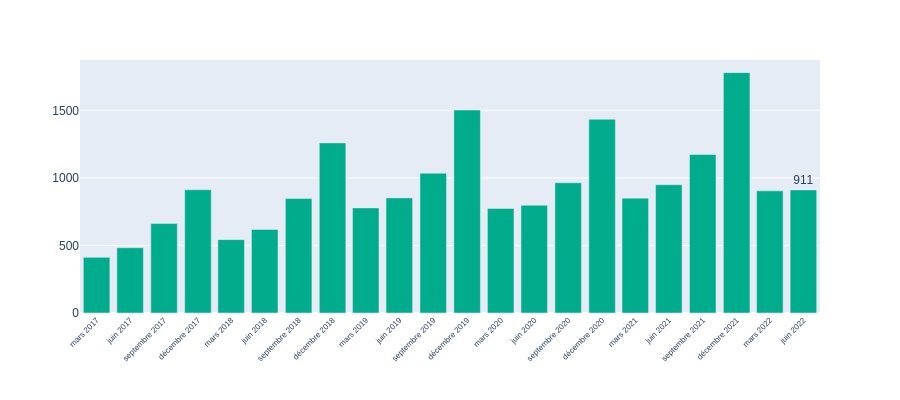 1500
1000
500
0
911
mars 2017
juin 2017
septembre 2017
décembre 2017
mars 2018
juin 2018
septembre 2018
décembre 2018
mars 2019
juin 2019
septembre 2019
décembre 2019
mars 2020
juin 2020
septembre 2020
décembre 2020
mars 2021
juin 2021
septembre 2021
décembre 2021
mars 2022
juin 2022